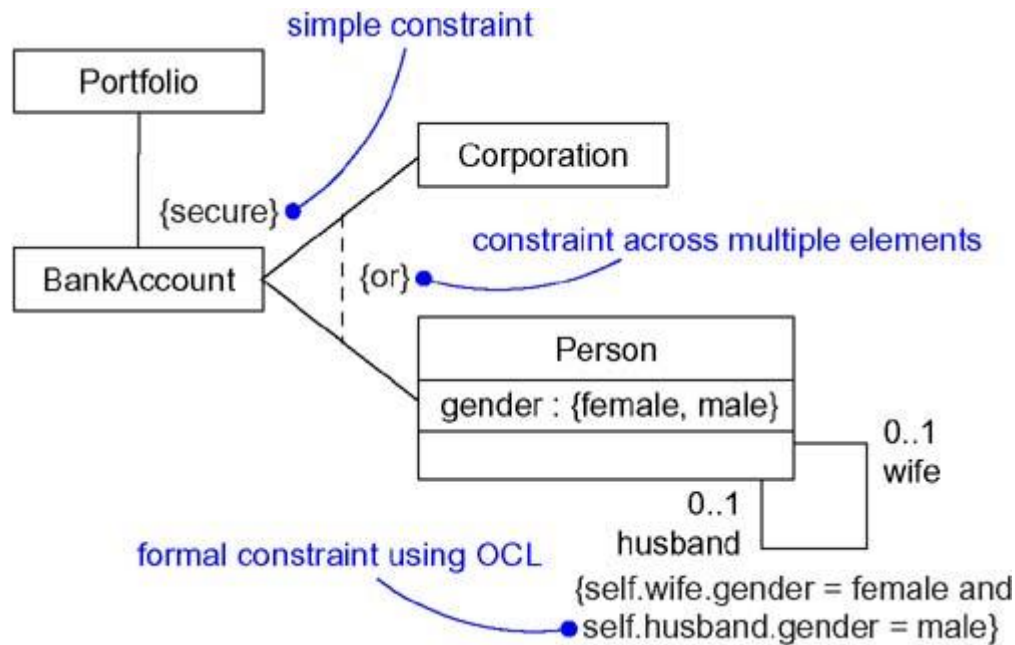 simple constraint
Portfolio
Corporation
{secure}
constraint across multiple elements
BankAccount
{or}
Person
gender : {female, male}
0..1
wife
0..1
husband
formal constraint using OCL
{self.wife.gender = female and
self.husband.gender = male}